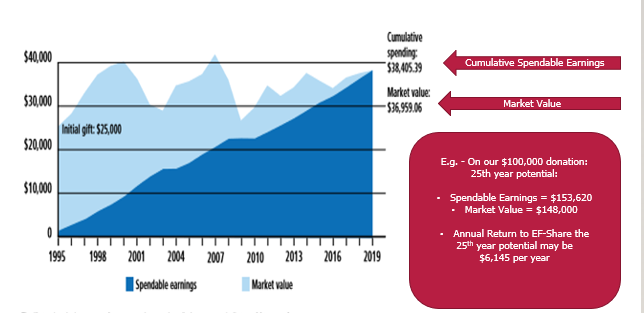 Cumulative
spending:
$38,405.39
Market value:
$36,959.06
$40,000
$30,000
$20,000
$10,000
0
Initial gift: $25,000
1995
1998
2001
2004
2007
2010
2013
2016
2019
Spendable earnings
Market value
Cumulative Spendable Earnings
Market Value
E.g. - On our $100,000 donation:
25th year potential:
- Spendable Earnings = $153,620
- Market Value = $148,000
- Annual Return to EF-Share the
25th year potential may be
$6,145 per year